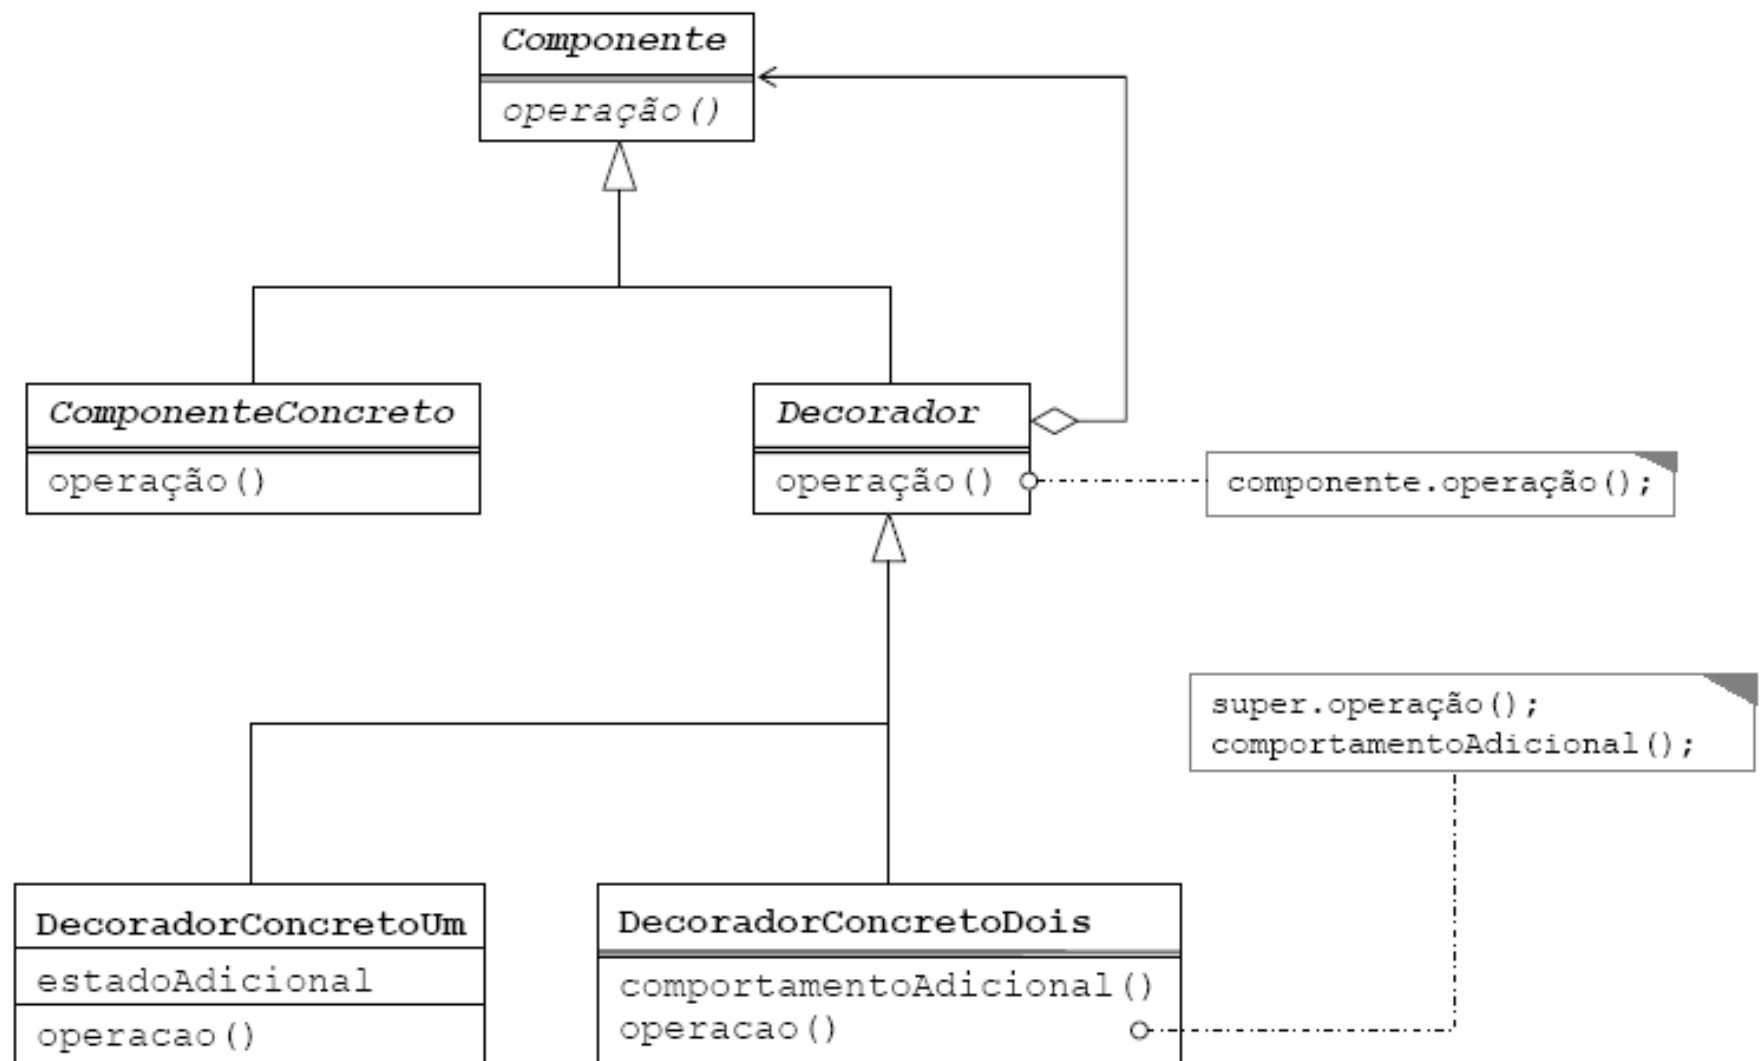 Componente
operação()
ComponenteConcreto
operação()
Decorador
operação()
componente.operação();
super.operação();
comportamentoAdicional();
DecoradorConcretoUm
estadoAdicional
operacao()
DecoradorConcretoDois
comportamentoAdicional()
operacao()